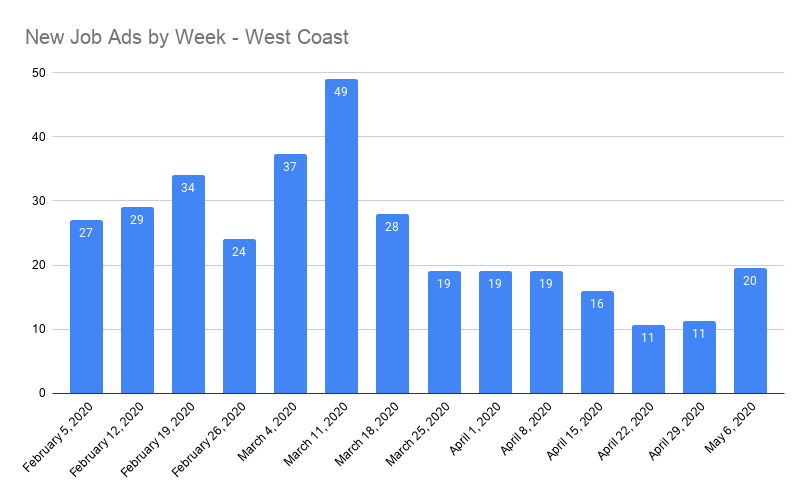 New Job Ads by Week - West Coast
50
40
30
20
10
0
27
29
34
24
37
49
28
19
19
19
16
11
11
20
February 5, 2020
February 12, 2020
February 19, 2020
February 26, 2020
March 4, 2020
March 11, 2020
March 18, 2020
March 25, 2020
April 1, 2020
April 8, 2020
April 15, 2020
April 22, 2020
April 29, 2020
May 6, 2020